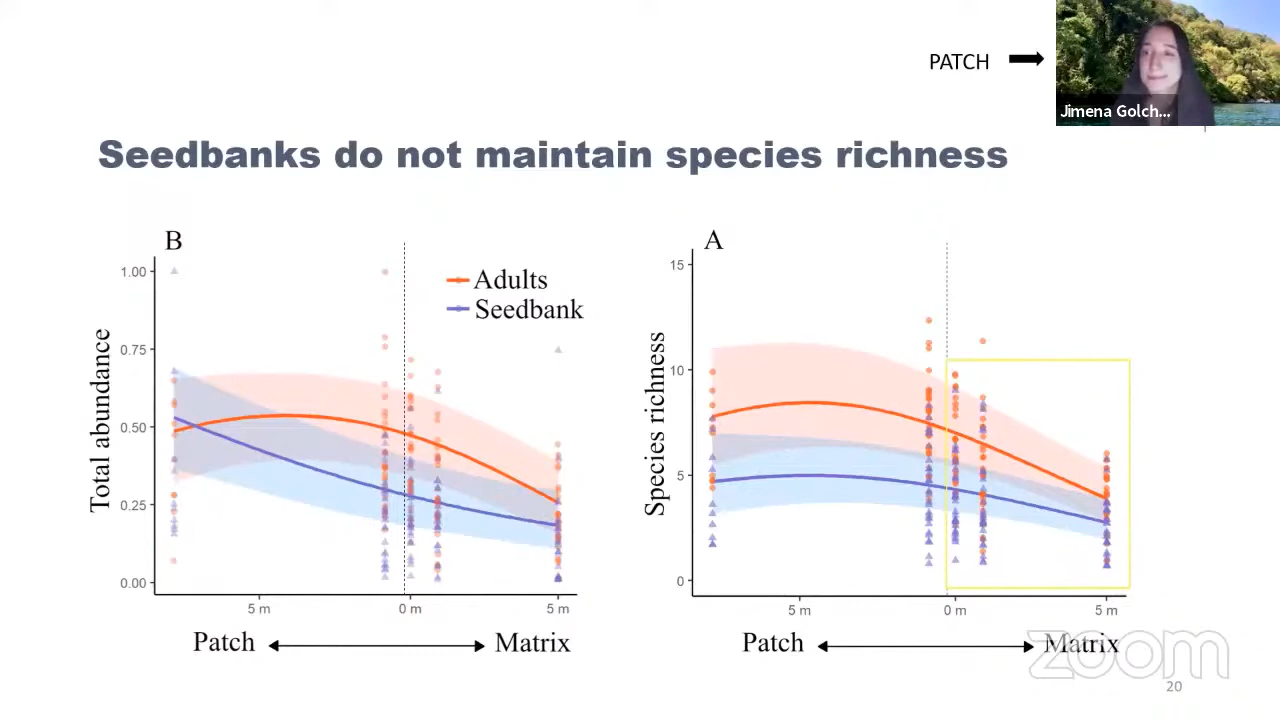 PATCH
Jimena Golch...
Seedbanks do not maintain species richness
B
Adults
Seedbank
Total abundance
1.00
0.75
0.50
0.25
0.00
5 m
0 m
5 m
Patch
Matrix
A
Species richness
15
10
5
0
5 m
0 m
5 m
Patch
Matrix
zoom
20